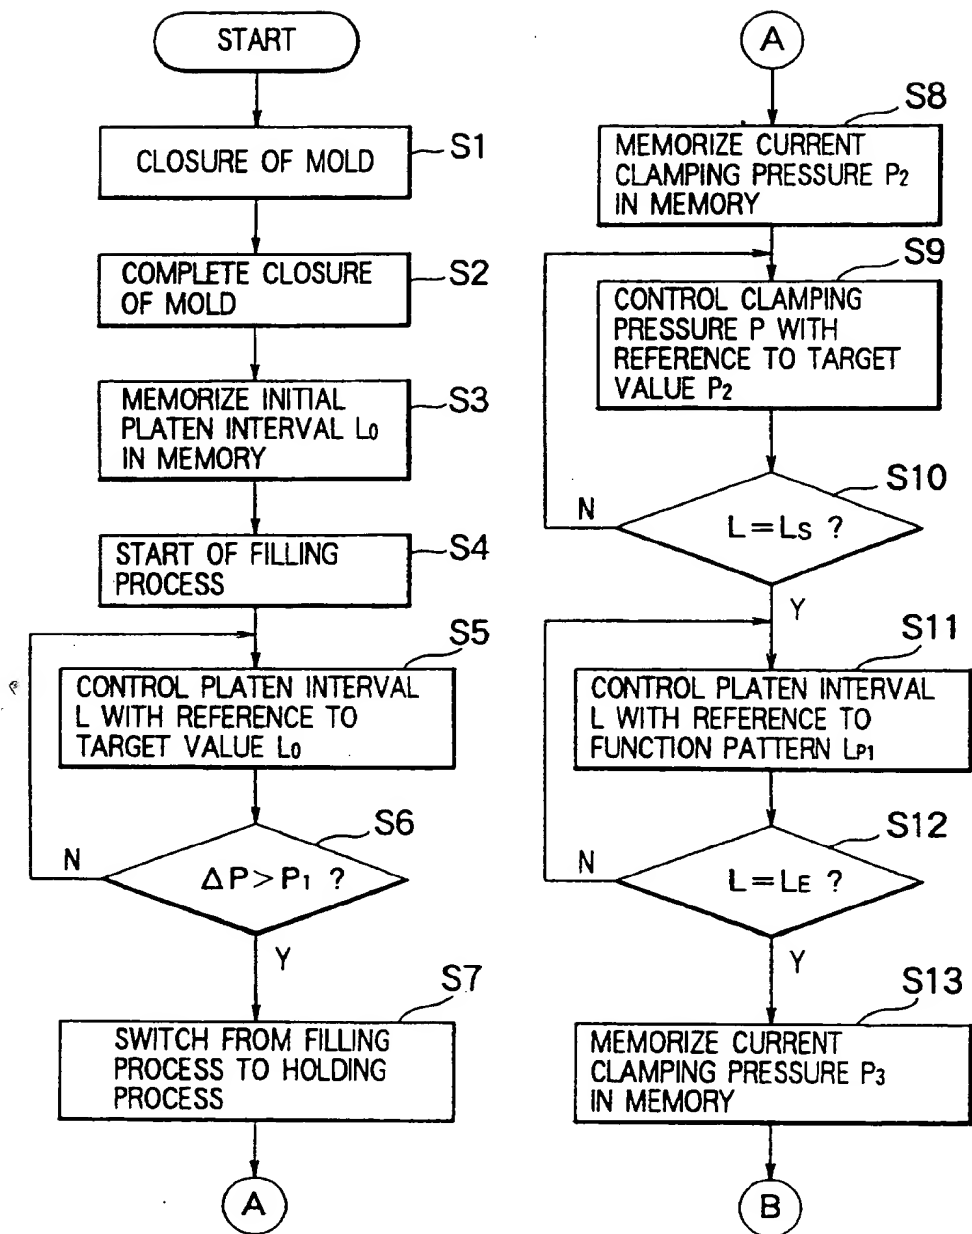 START
CLOSURE OF MOLD
S1
COMPLETE CLOSURE
OF MOLD
S2
MEMORIZE INITIAL
PLATEN INTERVAL L0
IN MEMORY
S3
START OF FILLING
PROCESS
S4
S5
CONTROL PLATEN INTERVAL
L WITH REFERENCE TO
TARGET VALUE L0
S6
N
ΔP>P1 ?
Y
S7
SWITCH FROM FILLING
PROCESS TO HOLDING
PROCESS
A
A
S8
MEMORIZE CURRENT
CLAMPING PRESSURE P2
IN MEMORY
S9
CONTROL CLAMPING
PRESSURE P WITH
REFERENCE TO TARGET
VALUE P2
S10
N
L=LS ?
Y
S11
CONTROL PLATEN INTERVAL
L WITH REFERENCE TO
FUNCTION PATTERN LP1
S12
N
L=LE ?
Y
S13
MEMORIZE CURRENT
CLAMPING PRESSURE P3
IN MEMORY
B